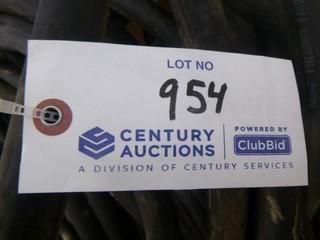 LOT NO
954
CENTURY AUCTIONS
POWERED BY
ClubBid
A DIVISION OF CENTURY SERVICES